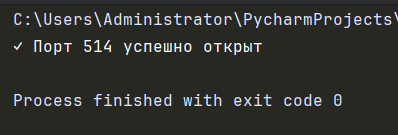 C:\Users\Administrator\PycharmProjects\
✓ Порт 514 успешно открыт
Process finished with exit code 0